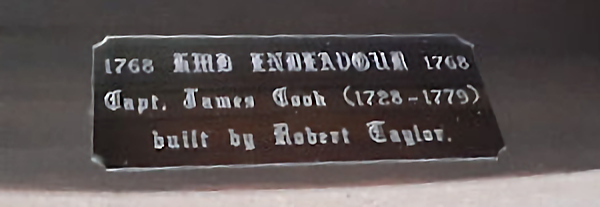 1768 HMB ENDEAVOUR 1768
Capt. James Cook (1728-1779)
built by Robert Taylor.